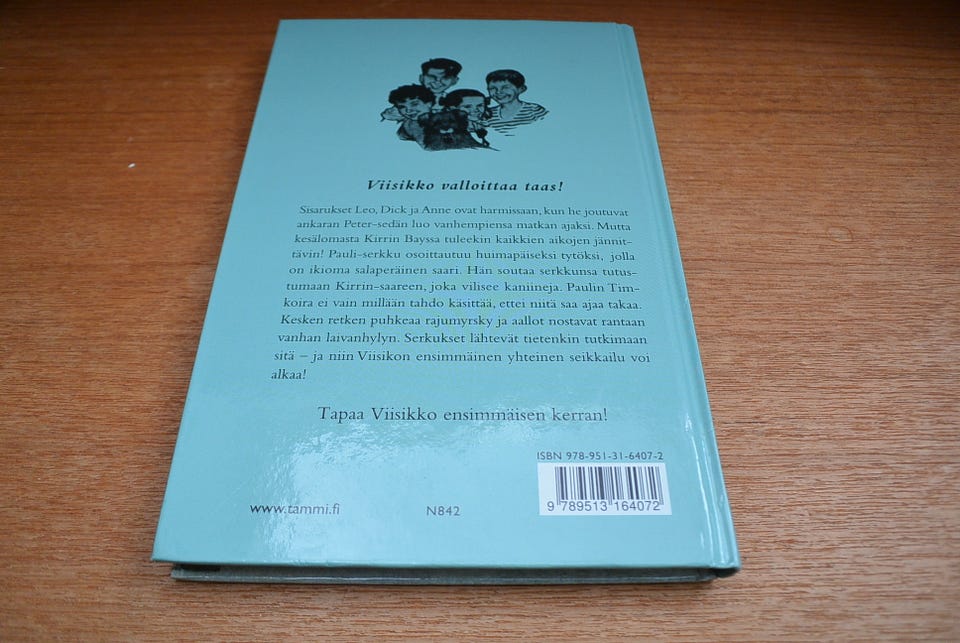 Viisikko valloittaa taas!
Sisarukset Leo, Dick ja Anne ovat harmissaan, kun he joutuvat
ankaran Peter-sedän luo vanhempiensa matkan ajaksi. Mutta
kesälomasta Kirrin Bayssa tuleekin kaikkien aikojen jännit-
tävin! Pauli-serkku osoittautuu huimapäiseksi tytöksi, jolla
on ikioma salaperäinen saari. Hän soutaa serkkunsa tutus-
tumaan Kirrin-saareen, joka vilisee kaniineja. Paulin Tim-
koira ei vain millään tahdo käsittää, ettei niitä saa ajaa takaa.
Kesken retken puhkeaa rajumyrsky ja aallot nostavat rantaan
vanhan laivanhylyn. Serkukset lähtevät tietenkin tutkimaan
sitä – ja niin Viisikon ensimmäinen yhteinen seikkailu voi
alkaa!
Tapaa Viisikko ensimmäisen kerran!
ISBN 978-951-31-6407-2
9 789513 164072
www.tammi.fi
N842